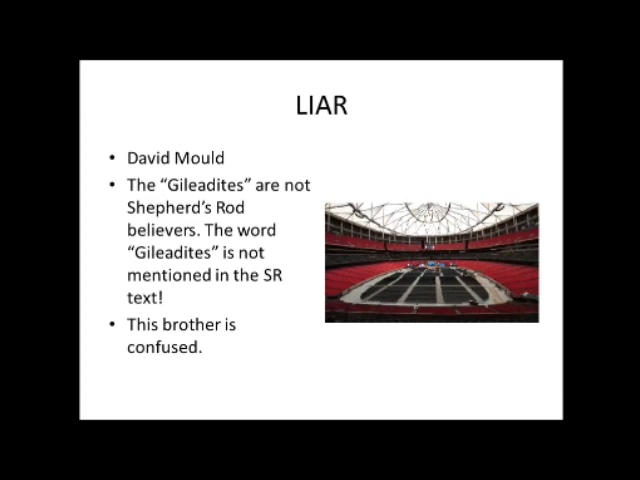 LIAR
• David Mould
• The “Gileadites” are not
Shepherd’s Rod
believers. The word
“Gileadites” is not
mentioned in the SR
text!
• This brother is
confused.